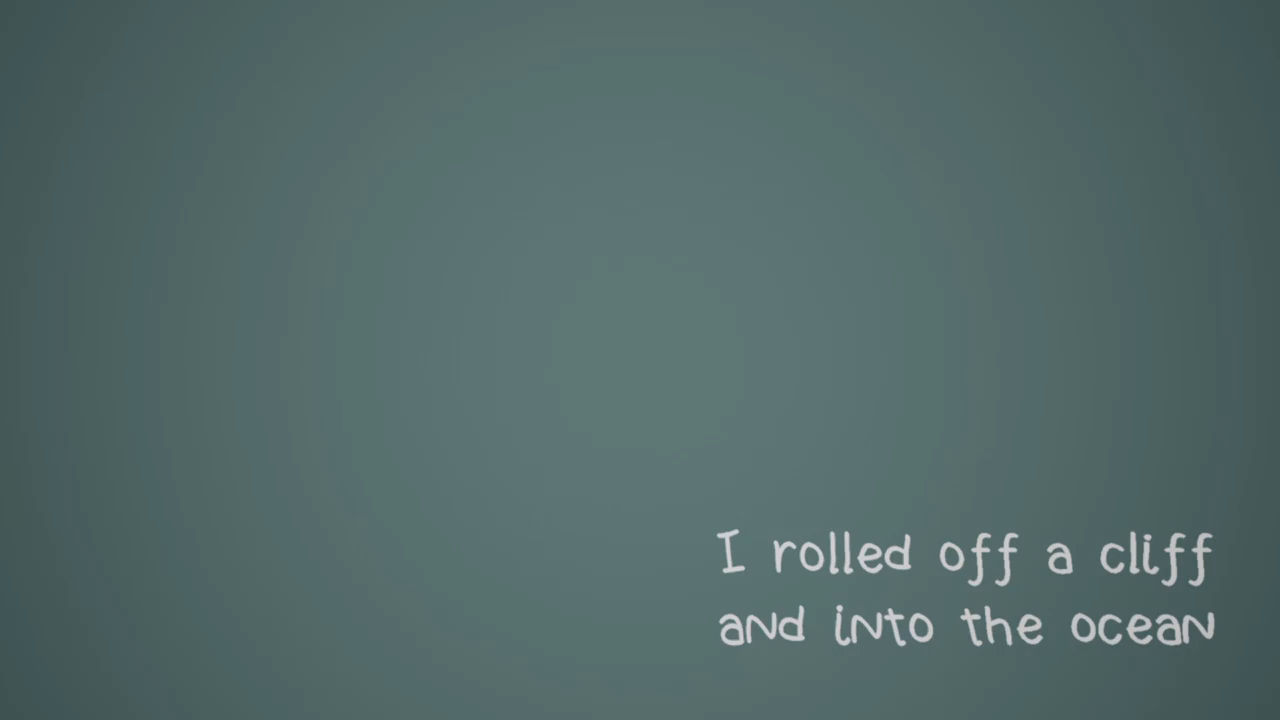 I rolled off a cliff
and into the ocean